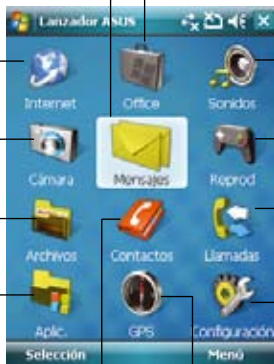 Lanzador ASUS
Internet
Office
Sonidos
Cámara
Mensajes
Reprod
Archivos
Contactos
Llamadas
Aplic.
GPS
Configuración
Selección
Menú